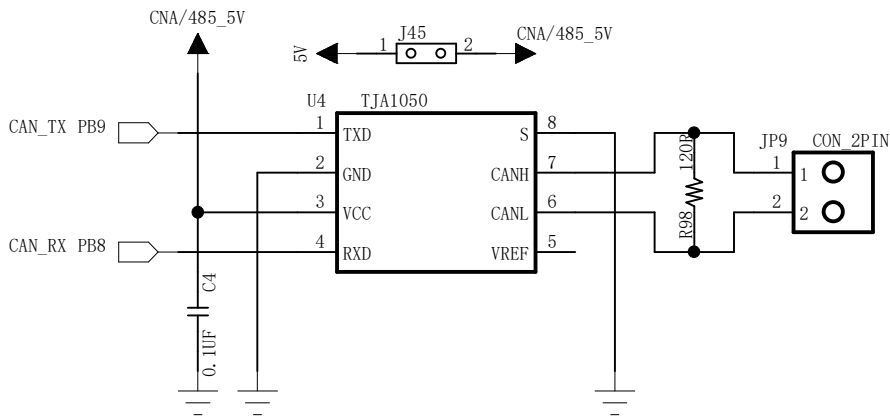 CNA/485_5V
5V
1
J45
2
CNA/485_5V
U4
TJA1050
CAN_TX PB9
1
TXD
S
8
2
GND
CANH
7
3
VCC
CANL
6
CAN_RX PB8
4
RXD
VREF
5
120R
R98
JP9
CON_2PIN
1
1
2
2
C4
0.1UF